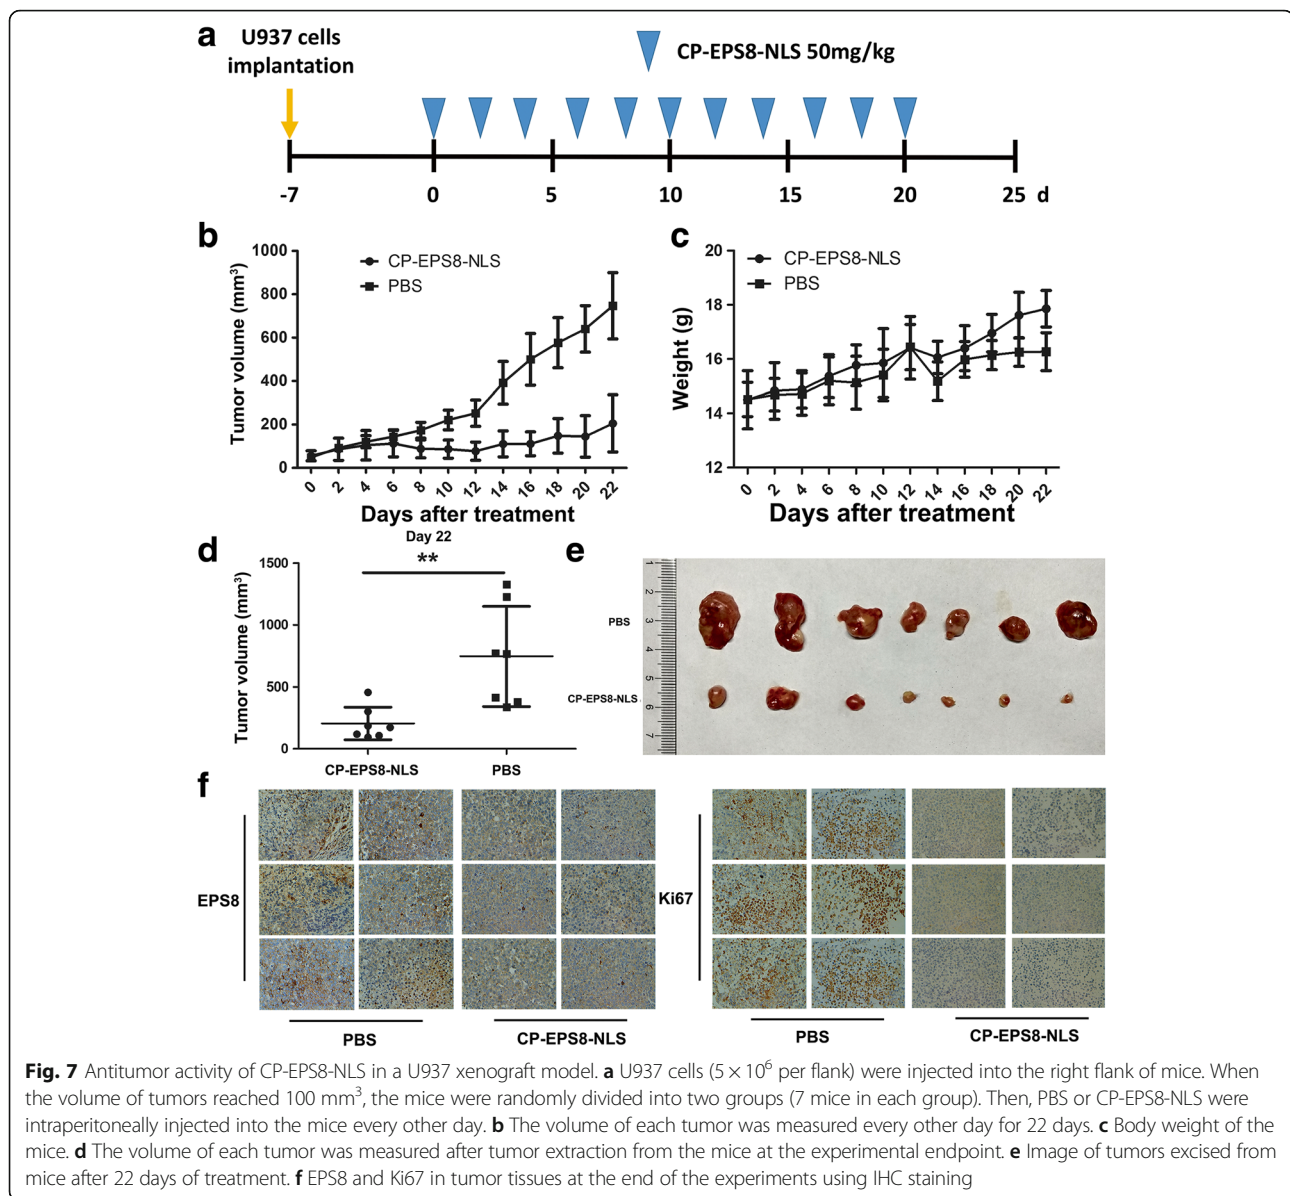 a
U937 cells
implantation
CP-EPS8-NLS 50mg/kg
-7 0 5 10 15 20 25 d
b
Tumor volume (mm³)
1000
800
600
400
200
0
CP-EPS8-NLS
PBS
0 2 4 6 8 10 12 14 16 18 20 22
Days after treatment
c
Weight (g)
20
18
16
14
12
CP-EPS8-NLS
PBS
0 2 4 6 8 10 12 14 16 18 20 22
Days after treatment
d
Day 22
**
Tumor volume (mm³)
1500
1000
500
0
CP-EPS8-NLS PBS
e
PBS
CP-EPS8-NLS
1
2
3
4
5
6
7
f
EPS8
PBS CP-EPS8-NLS
Ki67
PBS CP-EPS8-NLS
Fig. 7 Antitumor activity of CP-EPS8-NLS in a U937 xenograft model. a U937 cells (5 × 10⁶ per flank) were injected into the right flank of mice. When
the volume of tumors reached 100 mm³, the mice were randomly divided into two groups (7 mice in each group). Then, PBS or CP-EPS8-NLS were
intraperitoneally injected into the mice every other day. b The volume of each tumor was measured every other day for 22 days. c Body weight of the
mice. d The volume of each tumor was measured after tumor extraction from the mice at the experimental endpoint. e Image of tumors excised from
mice after 22 days of treatment. f EPS8 and Ki67 in tumor tissues at the end of the experiments using IHC staining